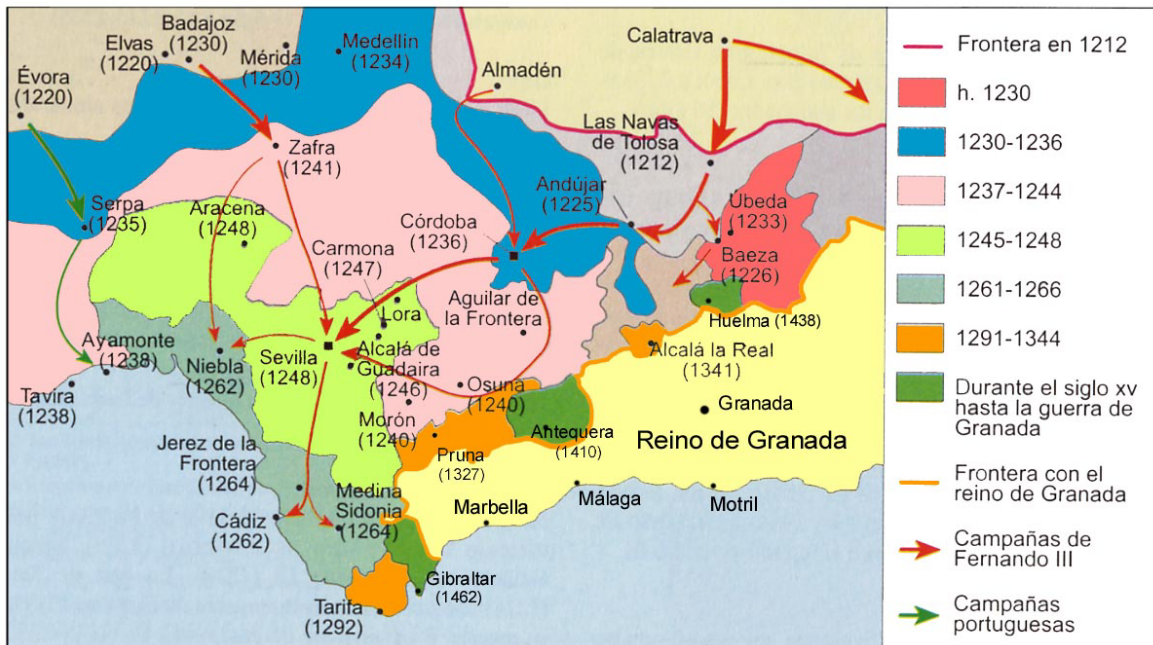 Badajoz
(1230)
Elvas
(1220)
Mérida
(1230)
Medellín
(1234)
Calatrava
Évora
(1220)
Almadén
Las Navas
de Tolosa
(1212)
Zafra
(1241)
Andújar
(1225)
Úbeda
(1233)
Serpa
(1235)
Aracena
(1248)
Córdoba
(1236)
Baeza
(1226)
Carmona
(1247)
Lora
Aguilar de
la Frontera
Huelma (1438)
Ayamonte
(1238)
Niebla
(1262)
Sevilla
(1248)
Alcalá de
Guadaira
(1246)
Alcalá la Real
(1341)
Tavira
(1238)
Osuna
(1240)
Granada
Morón
(1240)
Reino de Granada
Antequera
(1410)
Pruna
(1327)
Jerez de la
Frontera
(1264)
Medina
Sidonia
(1264)
Marbella
Málaga
Motril
Cádiz
(1262)
Gibraltar
(1462)
Tarifa
(1292)
Frontera en 1212
h. 1230
1230-1236
1237-1244
1245-1248
1261-1266
1291-1344
Durante el siglo XV
hasta la guerra de
Granada
Frontera con el
reino de Granada
Campañas de
Fernando III
Campañas
portuguesas